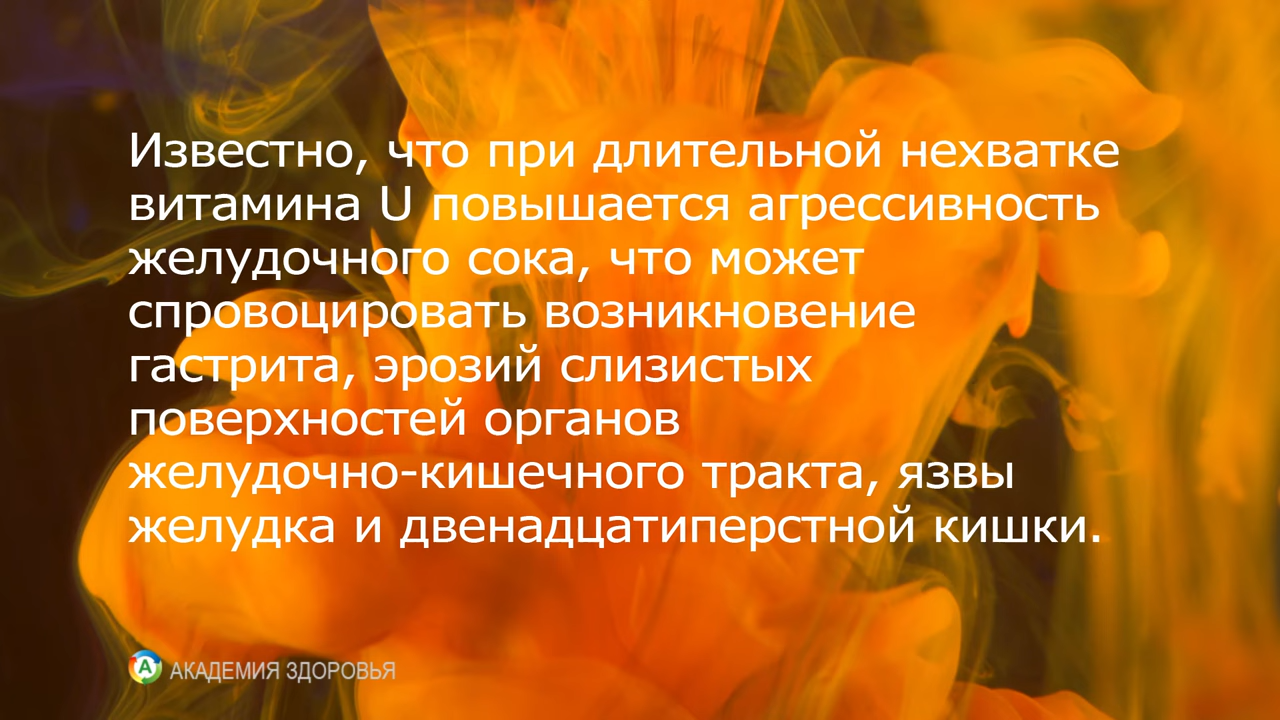 Известно, что при длительной нехватке
витамина U повышается агрессивность
желудочного сока, что может
спровоцировать возникновение
гастрита, эрозий слизистых
поверхностей органов
желудочно-кишечного тракта, язвы
желудка и двенадцатиперстной кишки.
А АКАДЕМИЯ ЗДОРОВЬЯ